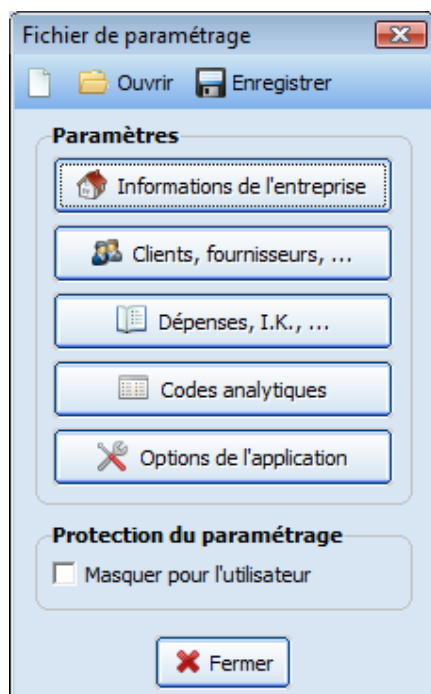 Fichier de paramétrage
Ouvrir Enregistrer
Paramètres
Informations de l'entreprise
Clients, fournisseurs, ...
Dépenses, I.K., ...
Codes analytiques
Options de l'application
Protection du paramétrage
Masquer pour l'utilisateur
Fermer